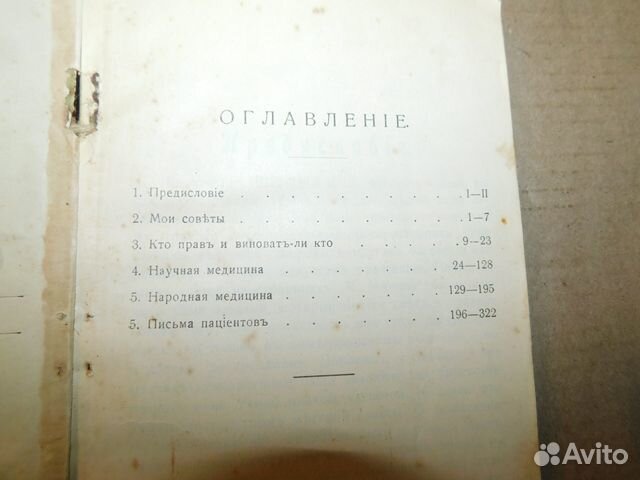 ОГЛАВЛЕНІЕ.
1. Предисловіе . . . . . . . . . I—II
2. Мои совѣты . . . . . . . . . 1—7
3. Кто правъ и виноватъ-ли кто . . . . . 9—23
4. Научная медицина . . . . . . . 24—128
5. Народная медицина . . . . . . . 129—195
5. Письма паціентовъ . . . . . . . 196—322
Avito